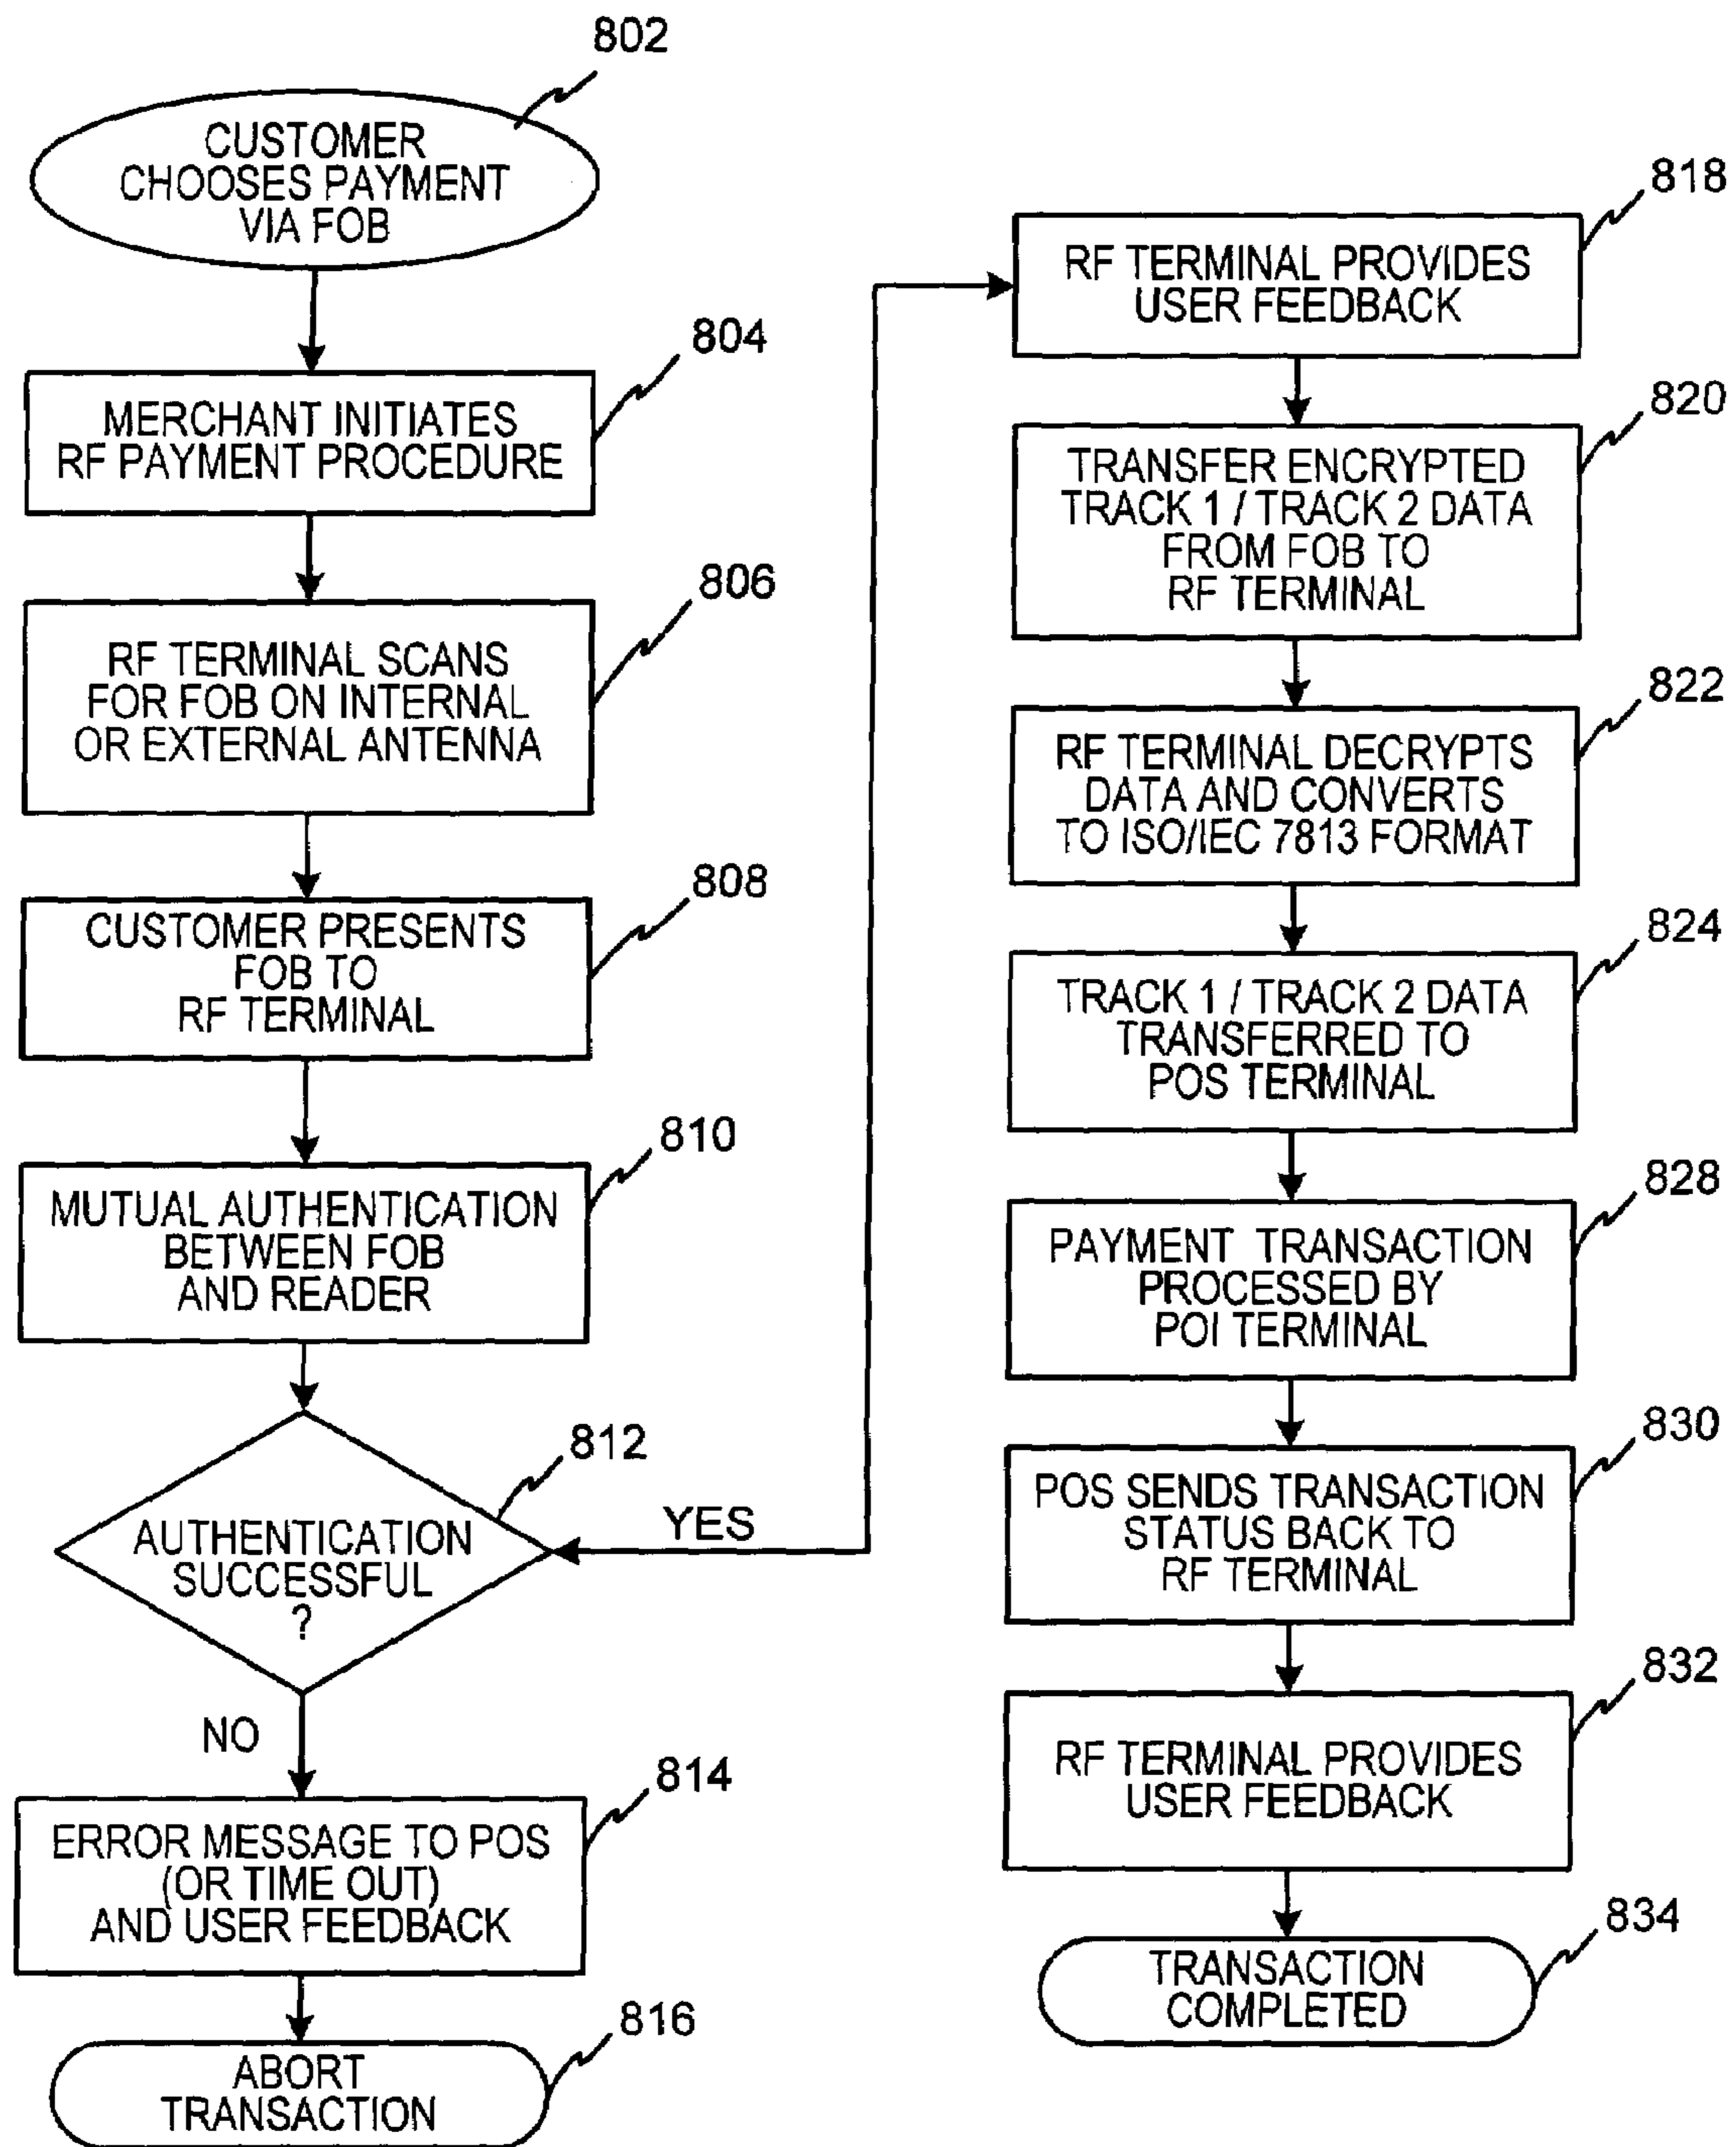 802
CUSTOMER
CHOOSES PAYMENT
VIA FOB
804
MERCHANT INITIATES
RF PAYMENT PROCEDURE
806
RF TERMINAL SCANS
FOR FOB ON INTERNAL
OR EXTERNAL ANTENNA
808
CUSTOMER PRESENTS
FOB TO
RF TERMINAL
810
MUTUAL AUTHENTICATION
BETWEEN FOB
AND READER
812
AUTHENTICATION
SUCCESSFUL
?
YES
NO
814
ERROR MESSAGE TO POS
(OR TIME OUT)
AND USER FEEDBACK
816
ABORT
TRANSACTION
818
RF TERMINAL PROVIDES
USER FEEDBACK
820
TRANSFER ENCRYPTED
TRACK 1 / TRACK 2 DATA
FROM FOB TO
RF TERMINAL
822
RF TERMINAL DECRYPTS
DATA AND CONVERTS
TO ISO/IEC 7813 FORMAT
824
TRACK 1 / TRACK 2 DATA
TRANSFERRED TO
POS TERMINAL
828
PAYMENT TRANSACTION
PROCESSED BY
POI TERMINAL
830
POS SENDS TRANSACTION
STATUS BACK TO
RF TERMINAL
832
RF TERMINAL PROVIDES
USER FEEDBACK
834
TRANSACTION
COMPLETED